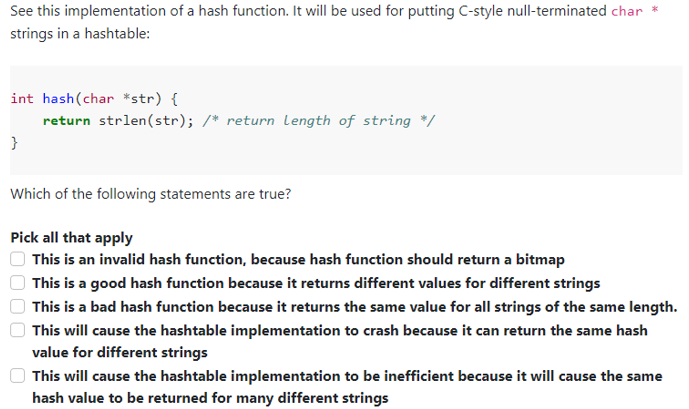 See this implementation of a hash function. It will be used for putting C-style null-terminated char *
strings in a hashtable:
int hash(char *str) {
    return strlen(str); /* return length of string */
}
Which of the following statements are true?
Pick all that apply
This is an invalid hash function, because hash function should return a bitmap
This is a good hash function because it returns different values for different strings
This is a bad hash function because it returns the same value for all strings of the same length.
This will cause the hashtable implementation to crash because it can return the same hash
value for different strings
This will cause the hashtable implementation to be inefficient because it will cause the same
hash value to be returned for many different strings